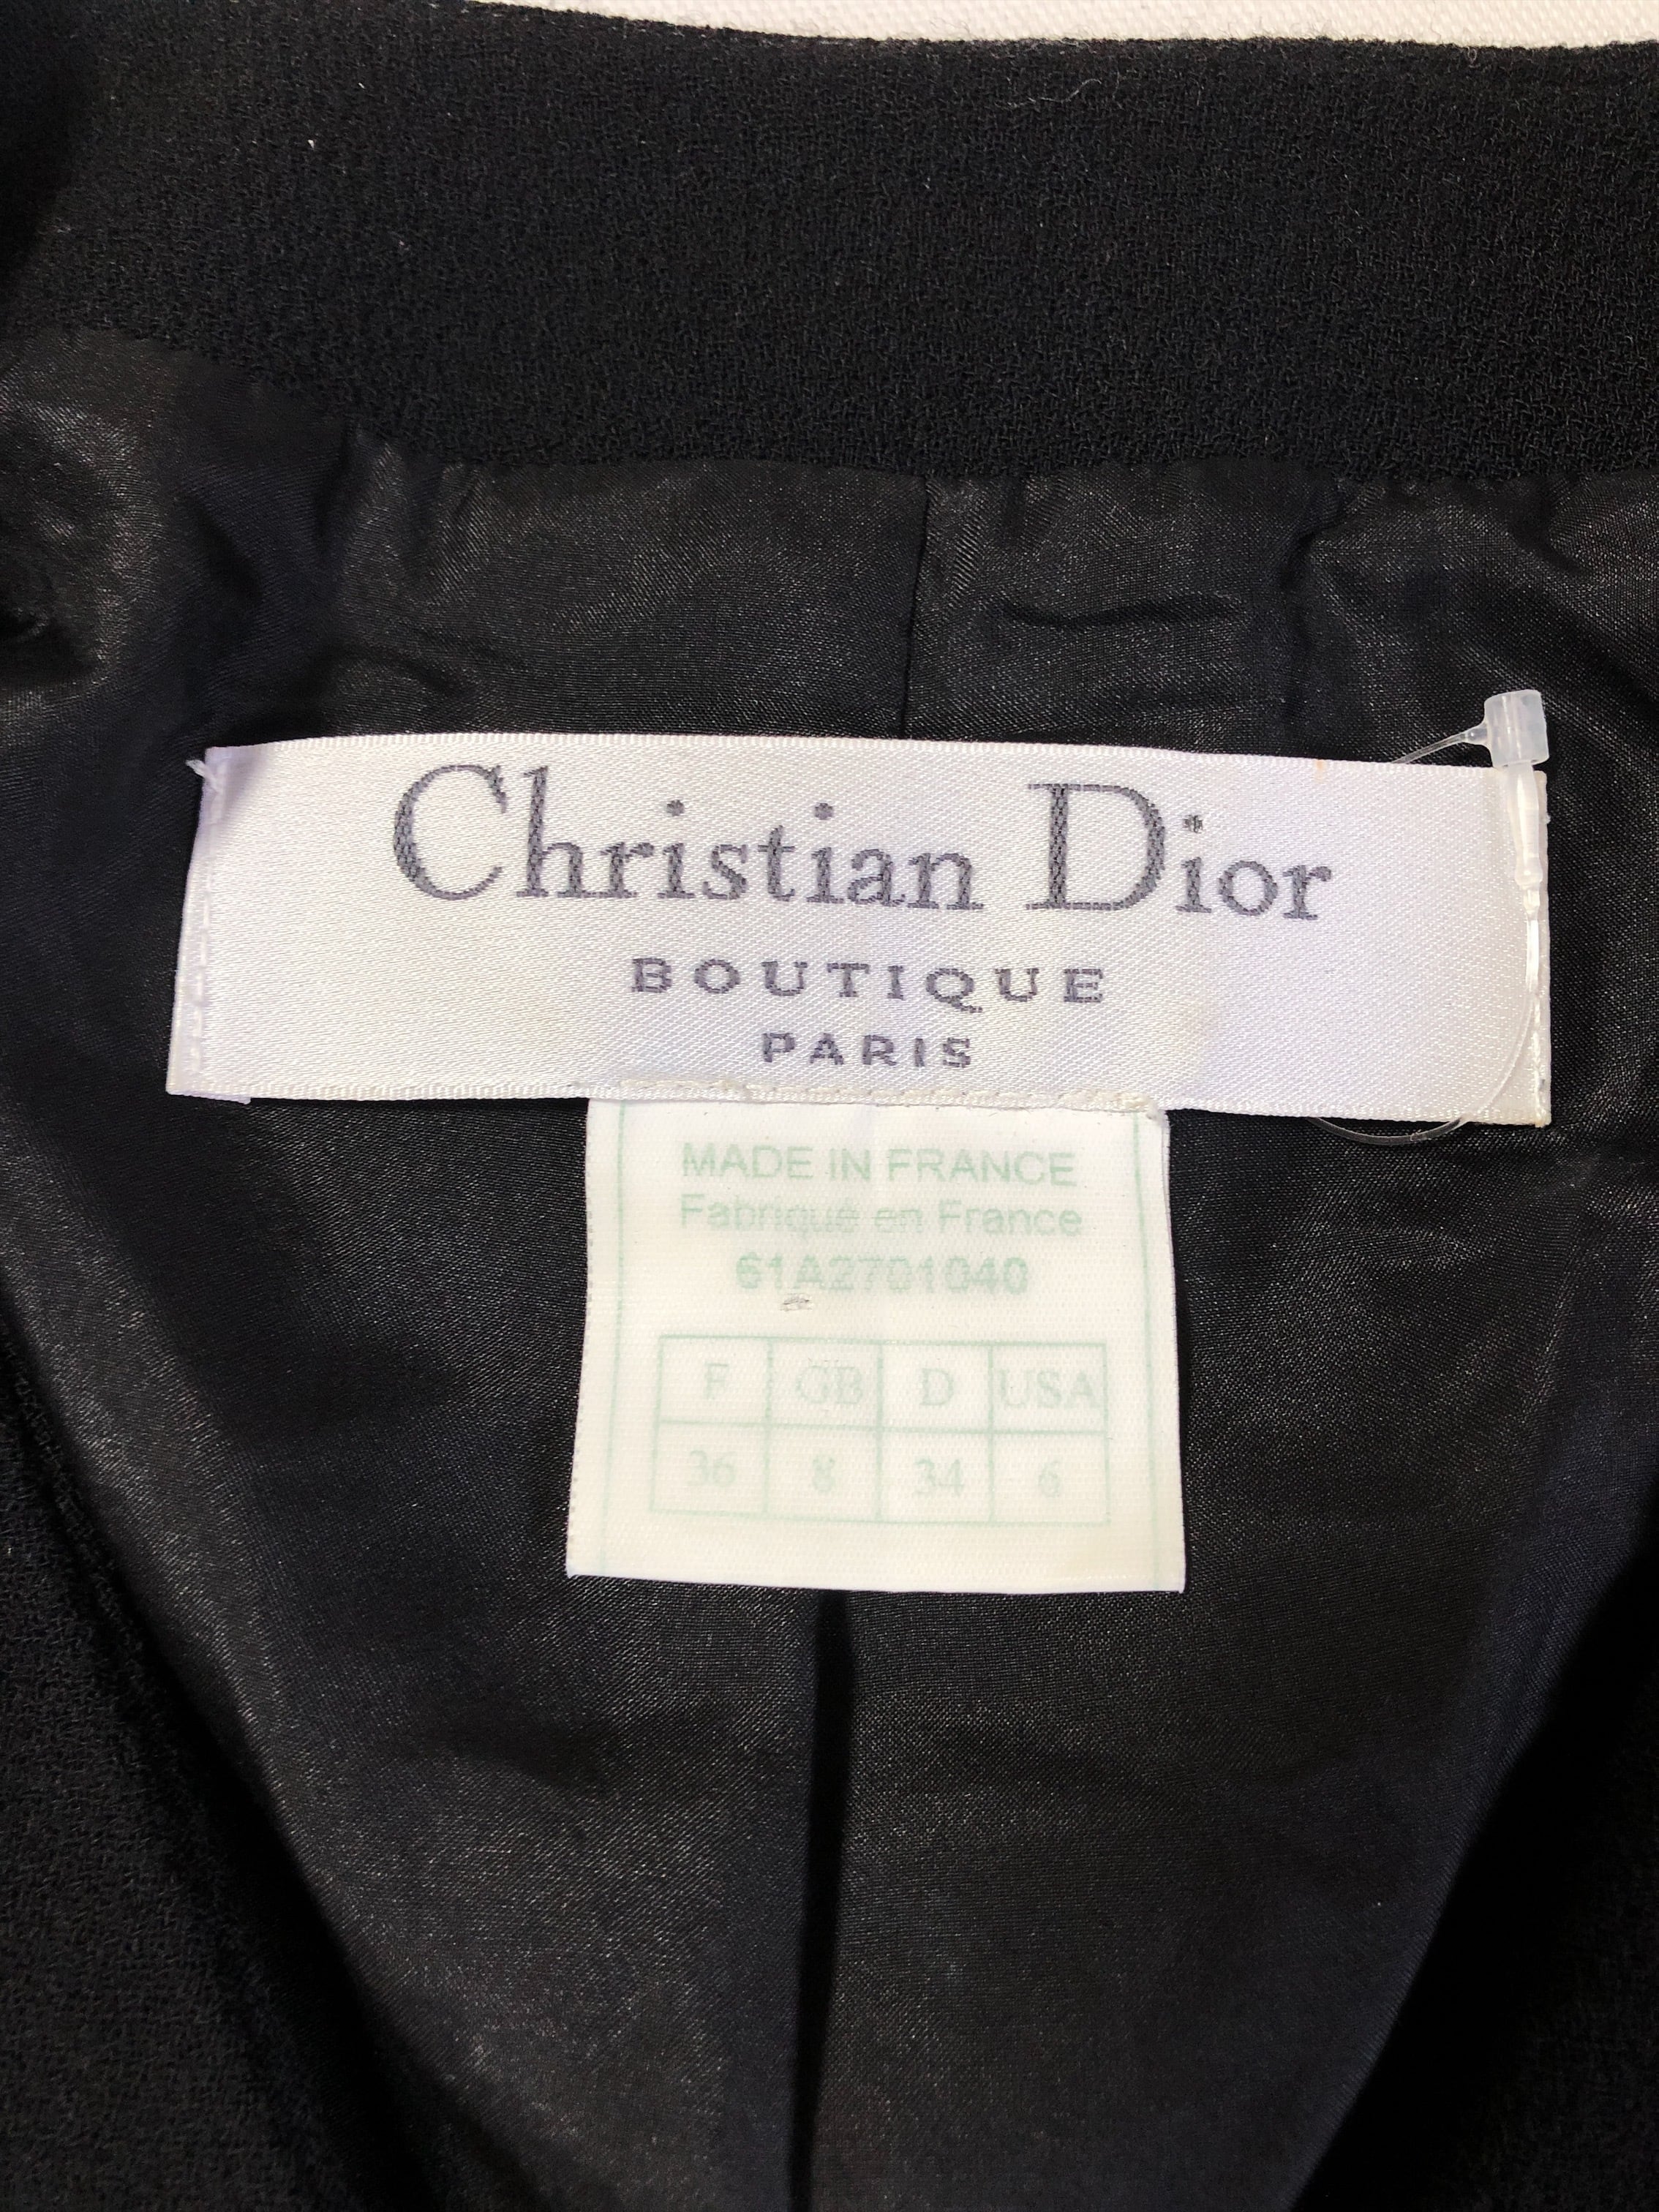 Christian Dior
BOUTIQUE
PARIS
MADE IN FRANCE
Fabriqué en France
61A2701040
F GB D USA
36 8 34 6